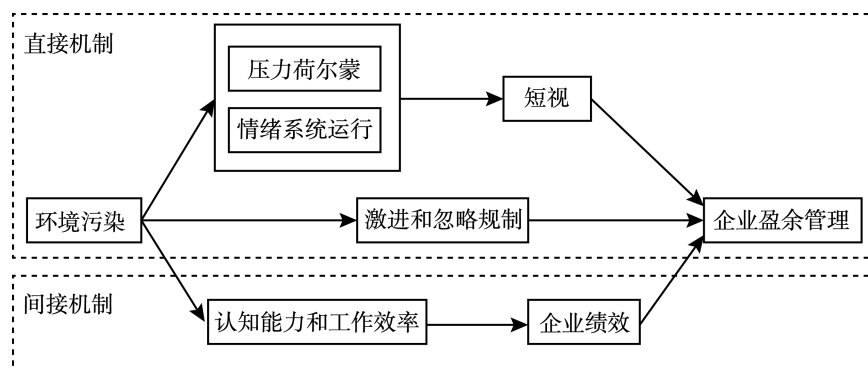 直接机制
压力荷尔蒙
情绪系统运行
短视
环境污染
激进和忽略规制
企业盈余管理
间接机制
认知能力和工作效率
企业绩效